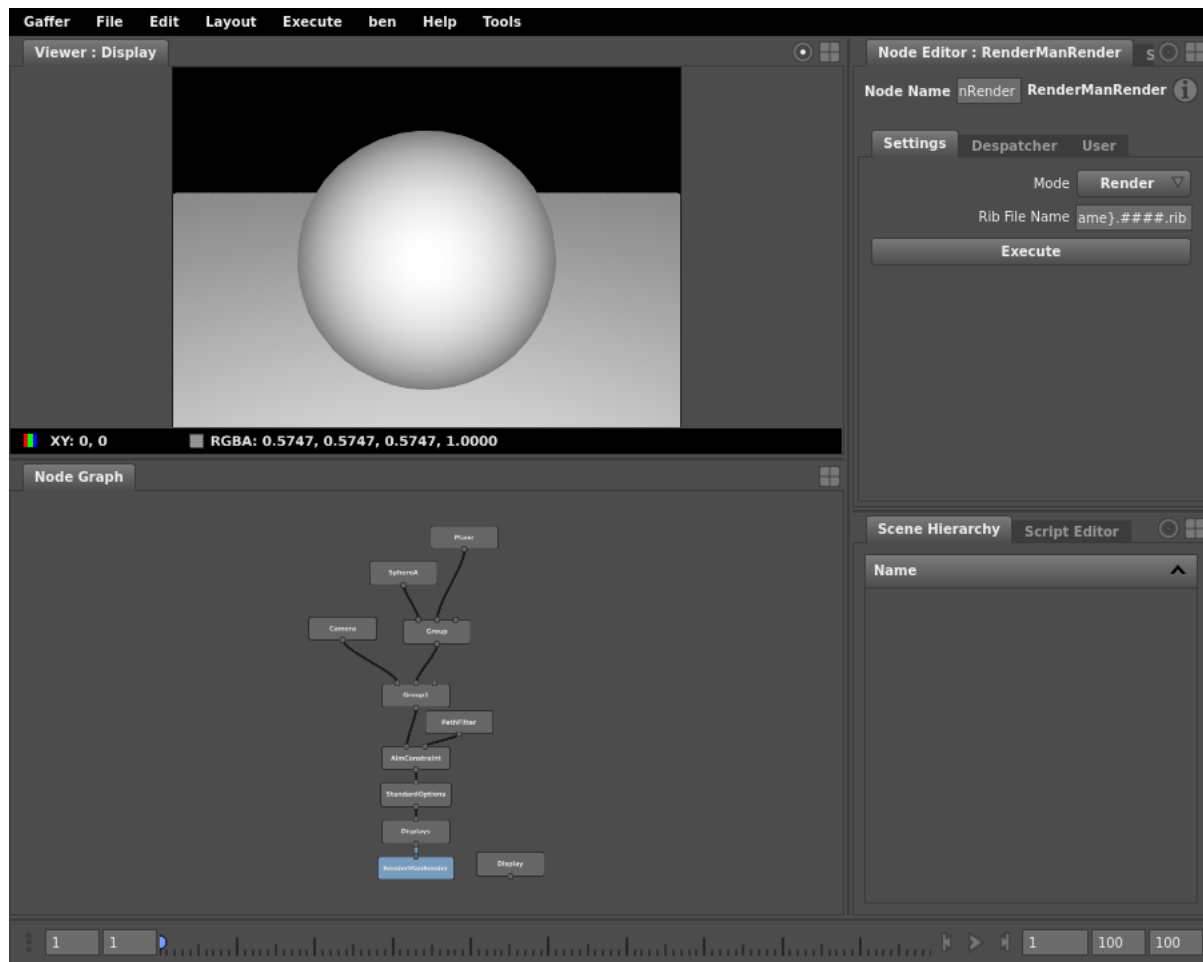 Gaffer File Edit Layout Execute ben Help Tools
Viewer : Display
Node Editor : RenderManRender S
Node Name nRender RenderManRender
Settings Despatcher User
Mode Render
Rib File Name ame}.####.rib
Execute
XY: 0, 0 RGBA: 0.5747, 0.5747, 0.5747, 1.0000
Node Graph
Plane
SphereA
Camera
Group
Group1
PathFilter
AimConstraint
StandardOptions
Displays
RenderManRender
Display
Scene Hierarchy Script Editor
Name
1 1 1 100 100